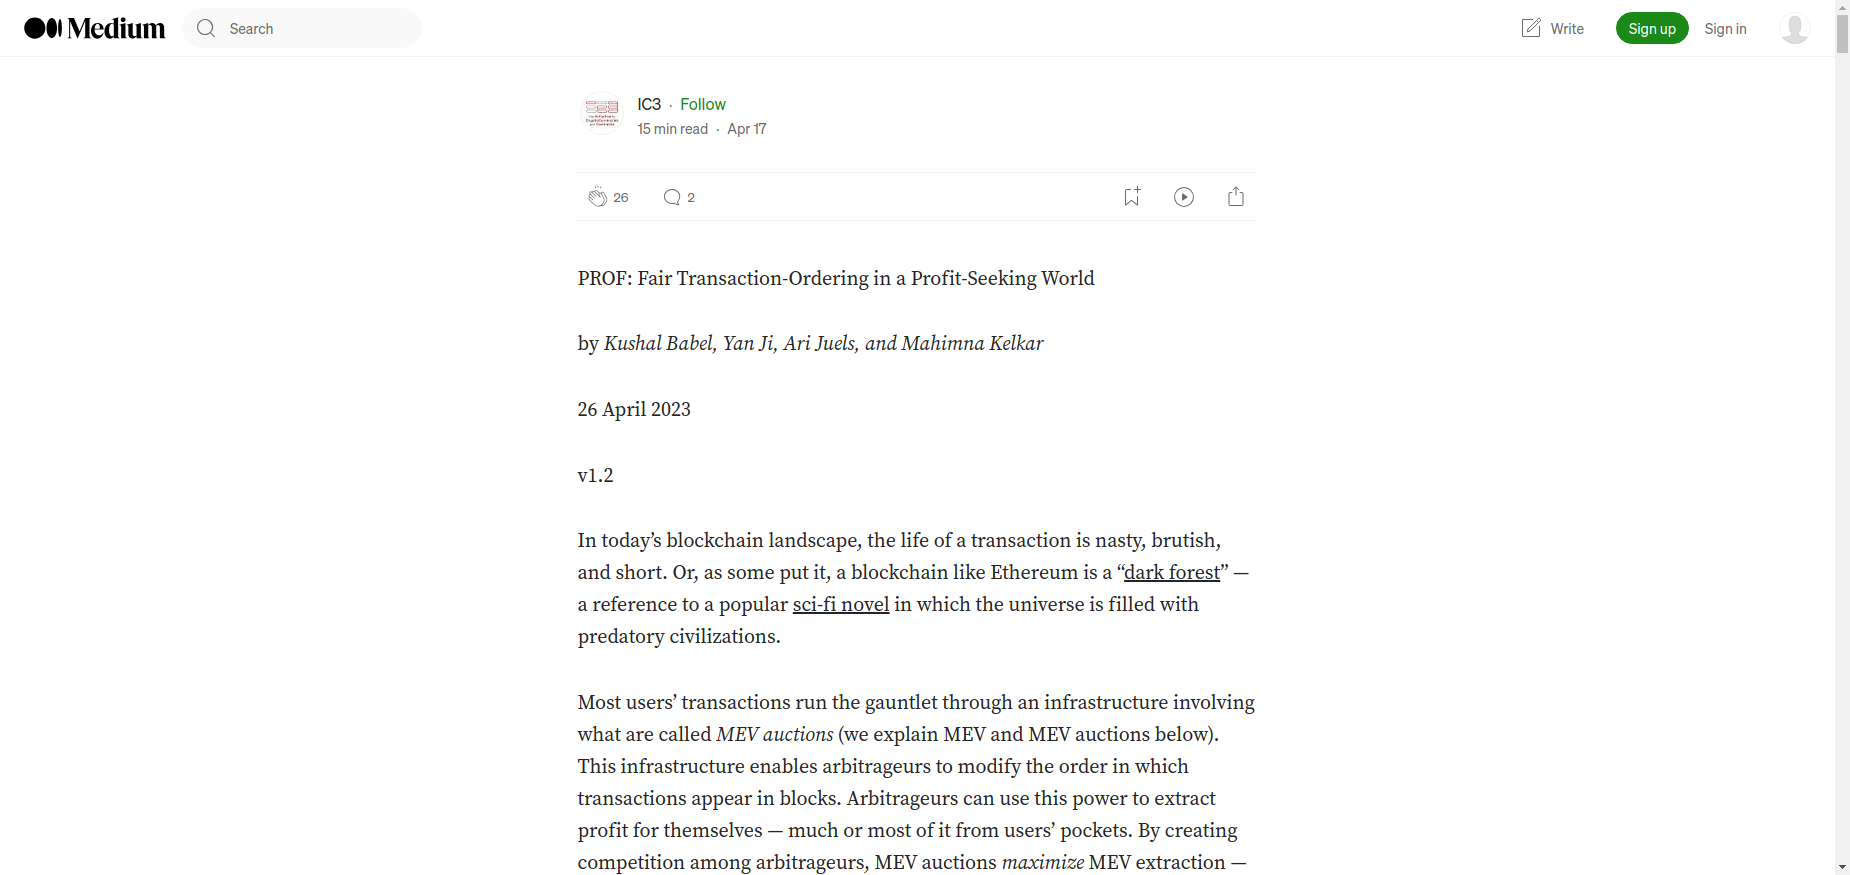 Medium
Search
Write
Sign up
Sign in
IC3 · Follow
15 min read · Apr 17
26
2
PROF: Fair Transaction-Ordering in a Profit-Seeking World
by Kushal Babel, Yan Ji, Ari Juels, and Mahimna Kelkar
26 April 2023
v1.2
In today’s blockchain landscape, the life of a transaction is nasty, brutish,
and short. Or, as some put it, a blockchain like Ethereum is a “dark forest” —
a reference to a popular sci-fi novel in which the universe is filled with
predatory civilizations.
Most users’ transactions run the gauntlet through an infrastructure involving
what are called MEV auctions (we explain MEV and MEV auctions below).
This infrastructure enables arbitrageurs to modify the order in which
transactions appear in blocks. Arbitrageurs can use this power to extract
profit for themselves — much or most of it from users’ pockets. By creating
competition among arbitrageurs, MEV auctions maximize MEV extraction —